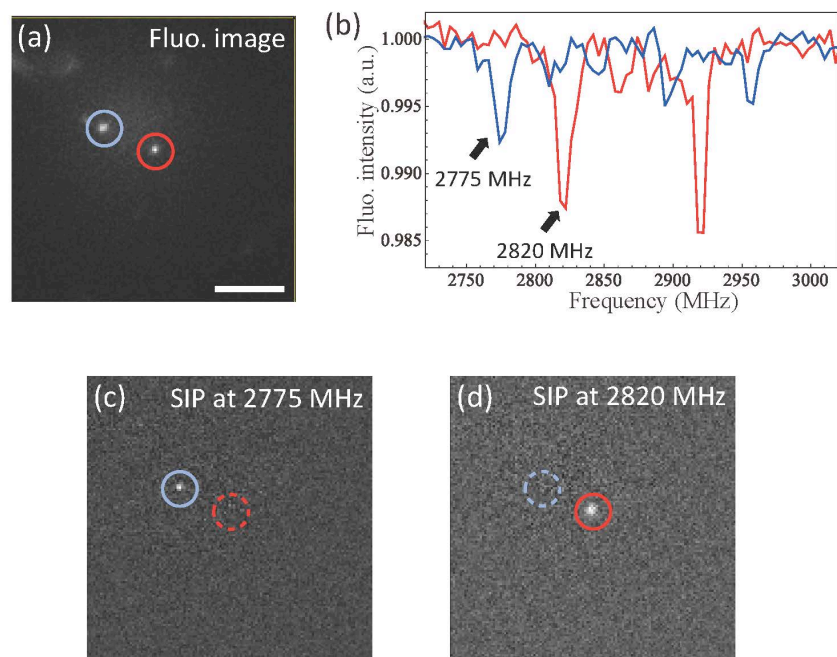 (a) Fluo. image
(b)
Fluo. intensity (a.u.)
1.000
0.995
0.990
0.985
2775 MHz
2820 MHz
2750 2800 2850 2900 2950 3000
Frequency (MHz)
(c) SIP at 2775 MHz
(d) SIP at 2820 MHz